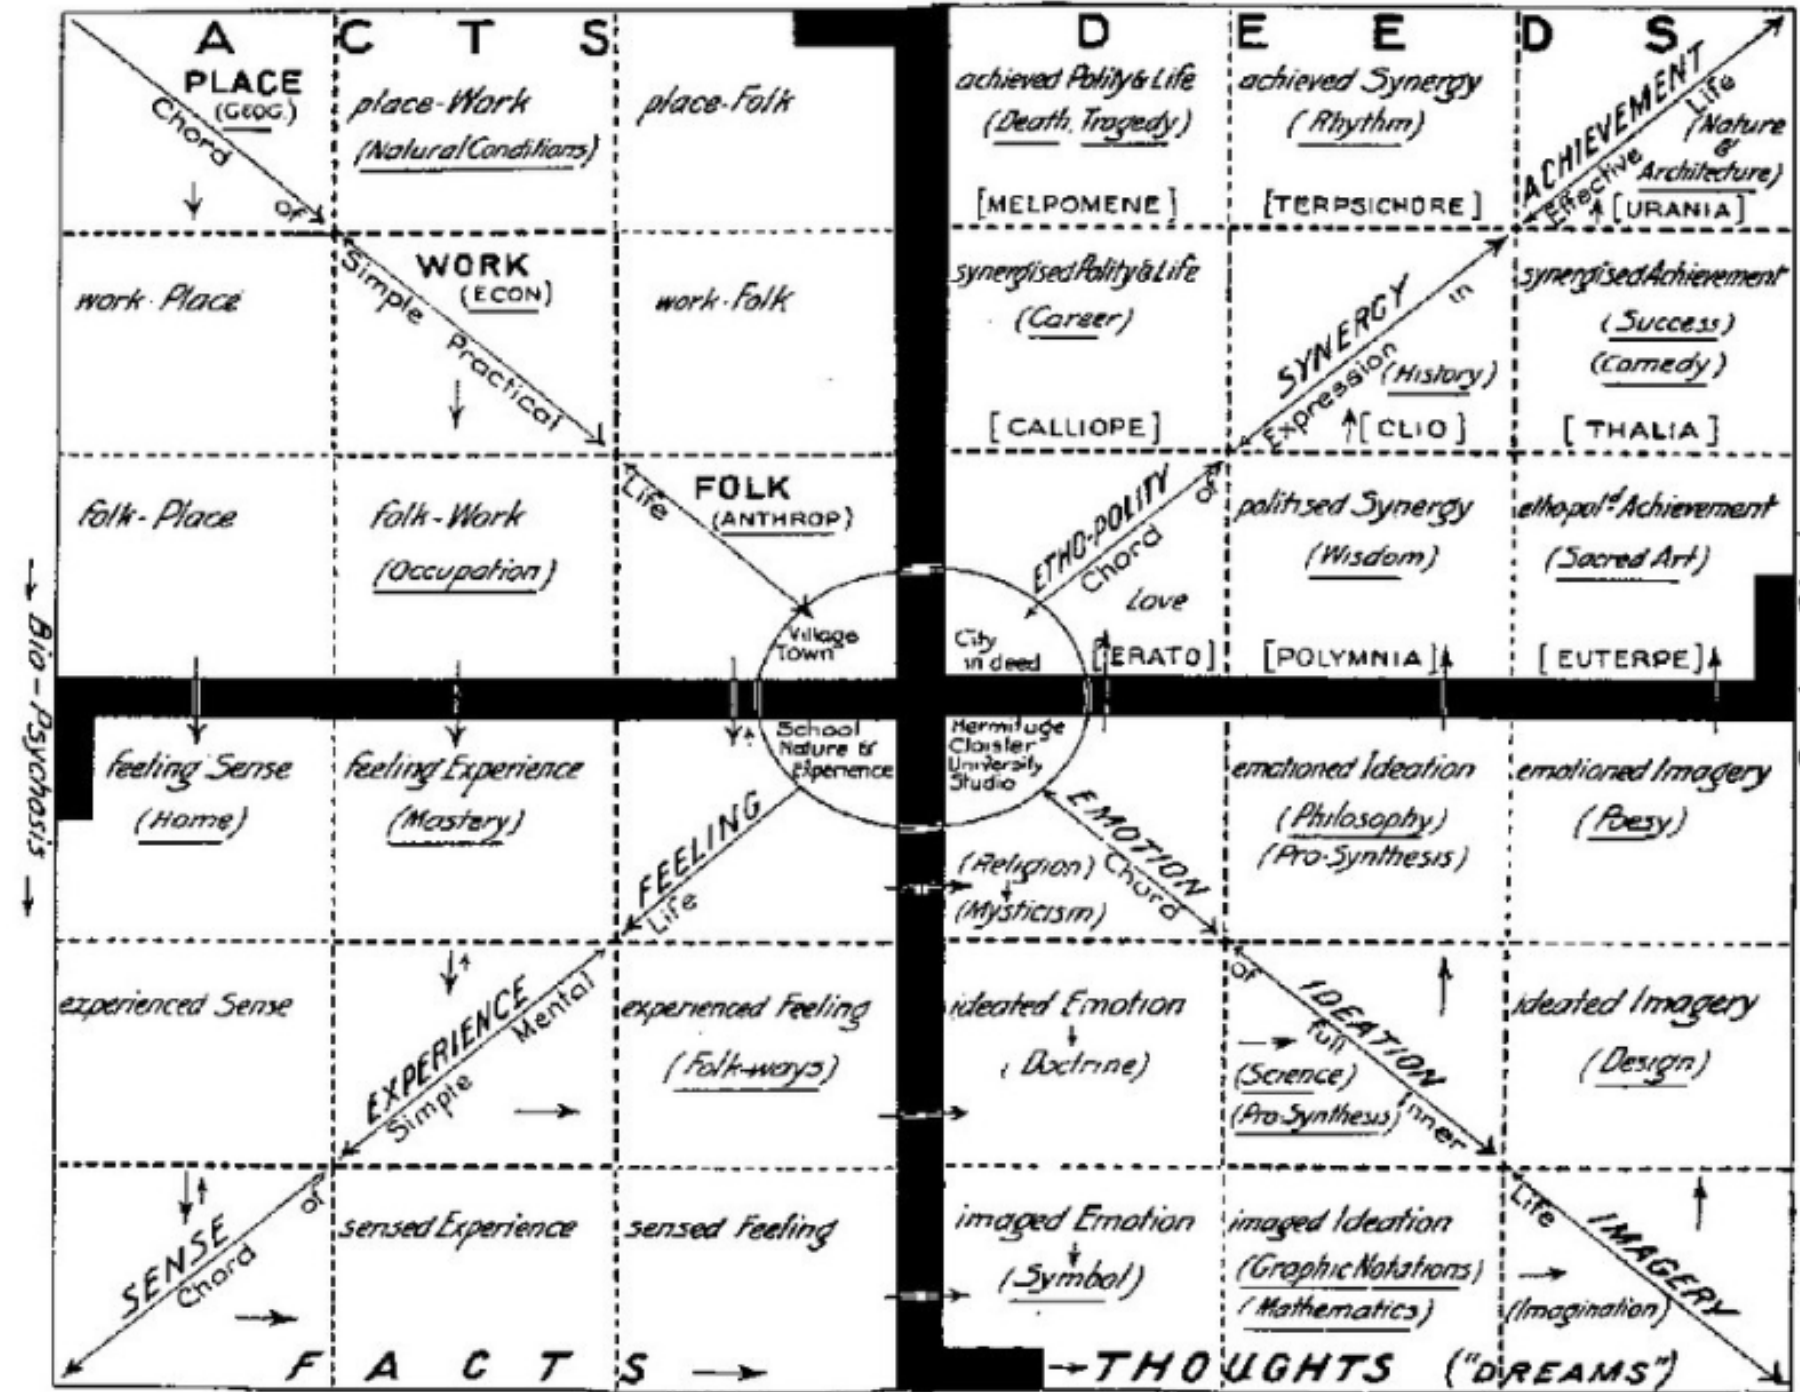 A C T S
PLACE
(GEOG.)
Chord of Simple Practical Life
place-Work
(Natural Conditions)
place-Folk
work-Place
WORK
(ECON)
work-Folk
folk-Place
folk-Work
(Occupation)
FOLK
(ANTHROP)
Village
Town
D E E D S
achieved Polity & Life
(Death, Tragedy)
[MELPOMENE]
achieved Synergy
(Rhythm)
[TERPSICHORE]
ACHIEVEMENT
(Nature
&
Architecture)
[URANIA]
synergised Polity & Life
(Career)
[CALLIOPE]
SYNERGY
(History)
[CLIO]
synergised Achievement
(Success)
(Comedy)
[THALIA]
ETHO-POLITY
Chord of Expression in Effective Life
Love
[ERATO]
City
in deed
politised Synergy
(Wisdom)
[POLYMNIA]
ethopol^d Achievement
(Sacred Art)
[EUTERPE]
→ Bio-Psychosis →
feeling Sense
(Home)
feeling Experience
(Mastery)
FEELING
School
Nature &
Experience
experienced Sense
EXPERIENCE
experienced Feeling
(Folk-ways)
SENSE
Chord of Simple Mental Life
sensed Experience
sensed Feeling
F A C T S →
Hermitage
Cloister
University
Studio
EMOTION
Chord of full Inner Life
(Religion)
(Mysticism)
emotioned Ideation
(Philosophy)
(Pro-Synthesis)
emotioned Imagery
(Poesy)
ideated Emotion
(Doctrine)
IDEATION
(Science)
(Pro-Synthesis)
ideated Imagery
(Design)
imaged Emotion
(Symbol)
imaged Ideation
(Graphic Notations)
(Mathematics)
IMAGERY
(Imagination)
→ THOUGHTS ("DREAMS")